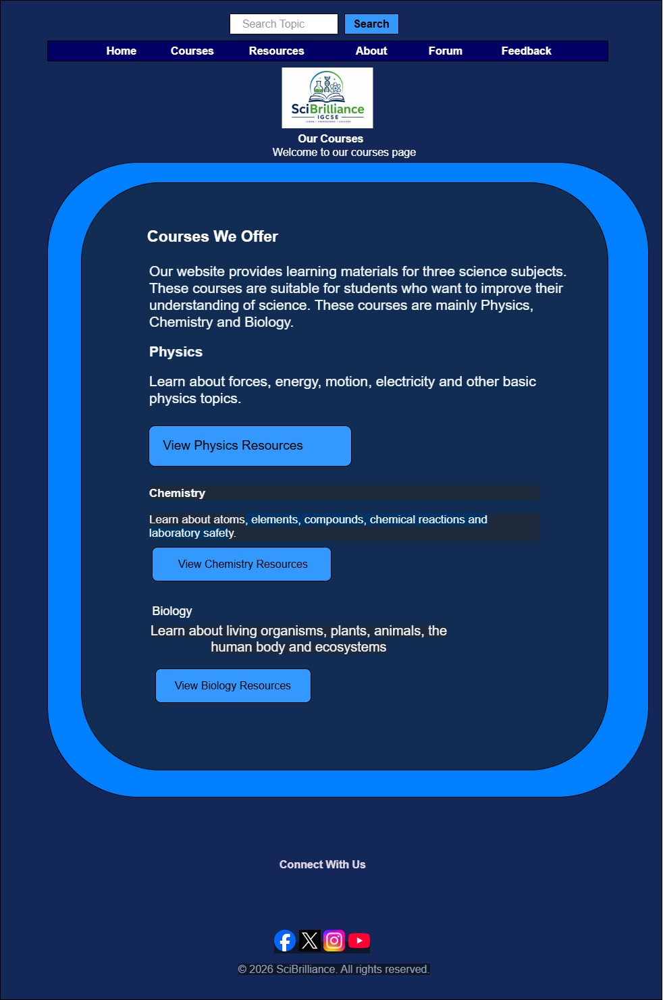 Search Topic Search
Home Courses Resources About Forum Feedback
SciBrilliance
IGCSE
LEARN • UNDERSTAND • SUCCEED
Our Courses
Welcome to our courses page
Courses We Offer
Our website provides learning materials for three science subjects.
These courses are suitable for students who want to improve their
understanding of science. These courses are mainly Physics,
Chemistry and Biology.
Physics
Learn about forces, energy, motion, electricity and other basic
physics topics.
View Physics Resources
Chemistry
Learn about atoms, elements, compounds, chemical reactions and
laboratory safety.
View Chemistry Resources
Biology
Learn about living organisms, plants, animals, the
human body and ecosystems
View Biology Resources
Connect With Us
© 2026 SciBrilliance. All rights reserved.